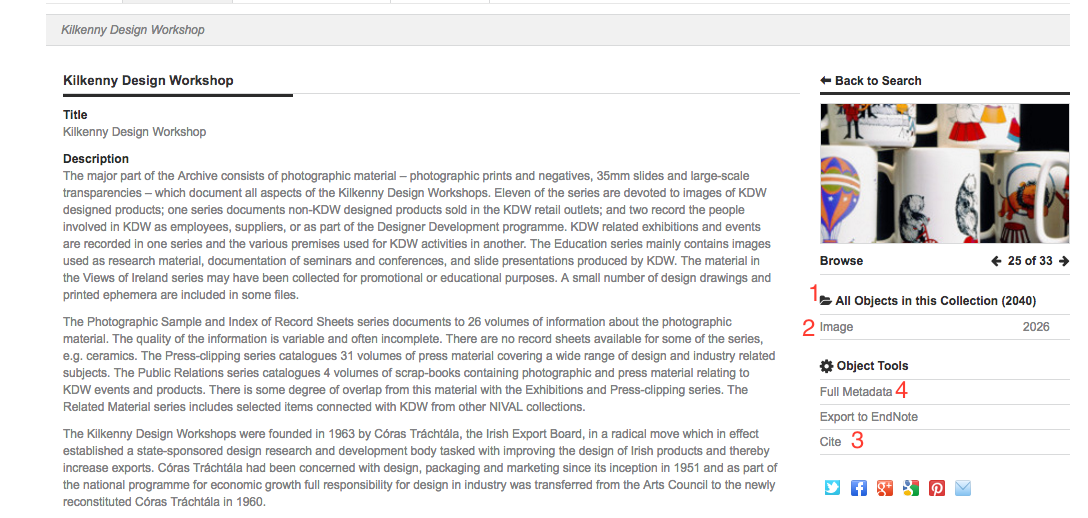 Kilkenny Design Workshop
Kilkenny Design Workshop
Title
Kilkenny Design Workshop
Description
The major part of the Archive consists of photographic material – photographic prints and negatives, 35mm slides and large-scale
transparencies – which document all aspects of the Kilkenny Design Workshops. Eleven of the series are devoted to images of KDW
designed products; one series documents non-KDW designed products sold in the KDW retail outlets; and two record the people
involved in KDW as employees, suppliers, or as part of the Designer Development programme. KDW related exhibitions and events
are recorded in one series and the various premises used for KDW activities in another. The Education series mainly contains images
used as research material, documentation of seminars and conferences, and slide presentations produced by KDW. The material in
the Views of Ireland series may have been collected for promotional or educational purposes. A small number of design drawings and
printed ephemera are included in some files.
The Photographic Sample and Index of Record Sheets series documents to 26 volumes of information about the photographic
material. The quality of the information is variable and often incomplete. There are no record sheets available for some of the series,
e.g. ceramics. The Press-clipping series catalogues 31 volumes of press material covering a wide range of design and industry related
subjects. The Public Relations series catalogues 4 volumes of scrap-books containing photographic and press material relating to
KDW events and products. There is some degree of overlap from this material with the Exhibitions and Press-clipping series. The
Related Material series includes selected items connected with KDW from other NIVAL collections.
The Kilkenny Design Workshops were founded in 1963 by Córas Tráchtála, the Irish Export Board, in a radical move which in effect
established a state-sponsored design research and development body tasked with improving the design of Irish products and thereby
increase exports. Córas Tráchtála had been concerned with design, packaging and marketing since its inception in 1951 and as part of
the national programme for economic growth full responsibility for design in industry was transferred from the Arts Council to the newly
reconstituted Córas Tráchtála in 1960.
Back to Search
Browse 25 of 33
1 All Objects in this Collection (2040)
2 Image 2026
Object Tools
Full Metadata 4
Export to EndNote
Cite 3